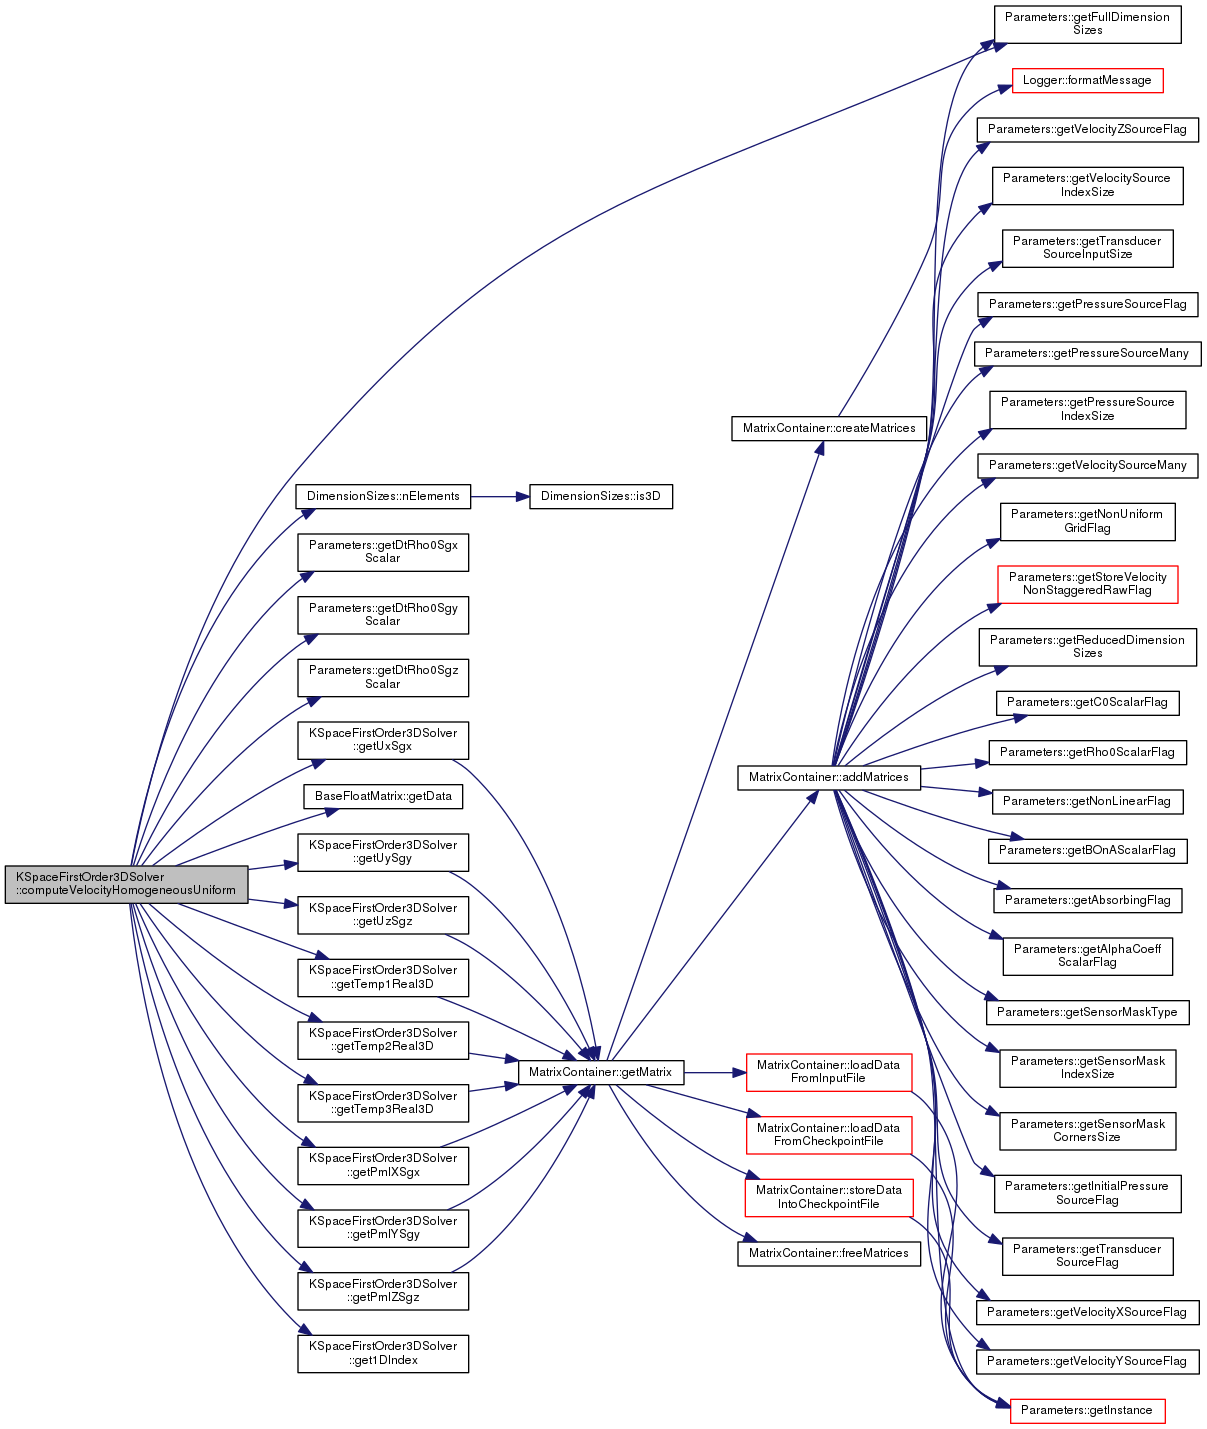 KSpaceFirstOrder3DSolver
::computeVelocityHomogeneousUniform
DimensionSizes::nElements
Parameters::getDtRho0Sgx
Scalar
Parameters::getDtRho0Sgy
Scalar
Parameters::getDtRho0Sgz
Scalar
KSpaceFirstOrder3DSolver
::getUxSgx
BaseFloatMatrix::getData
KSpaceFirstOrder3DSolver
::getUySgy
KSpaceFirstOrder3DSolver
::getUzSgz
KSpaceFirstOrder3DSolver
::getTemp1Real3D
KSpaceFirstOrder3DSolver
::getTemp2Real3D
KSpaceFirstOrder3DSolver
::getTemp3Real3D
KSpaceFirstOrder3DSolver
::getPmlXSgx
KSpaceFirstOrder3DSolver
::getPmlYSgy
KSpaceFirstOrder3DSolver
::getPmlZSgz
KSpaceFirstOrder3DSolver
::get1DIndex
DimensionSizes::is3D
MatrixContainer::getMatrix
MatrixContainer::createMatrices
MatrixContainer::addMatrices
MatrixContainer::loadData
FromInputFile
MatrixContainer::loadData
FromCheckpointFile
MatrixContainer::storeData
IntoCheckpointFile
MatrixContainer::freeMatrices
Parameters::getFullDimension
Sizes
Logger::formatMessage
Parameters::getVelocityZSourceFlag
Parameters::getVelocitySource
IndexSize
Parameters::getTransducer
SourceInputSize
Parameters::getPressureSourceFlag
Parameters::getPressureSourceMany
Parameters::getPressureSource
IndexSize
Parameters::getVelocitySourceMany
Parameters::getNonUniform
GridFlag
Parameters::getStoreVelocity
NonStaggeredRawFlag
Parameters::getReducedDimension
Sizes
Parameters::getC0ScalarFlag
Parameters::getRho0ScalarFlag
Parameters::getNonLinearFlag
Parameters::getBOnAScalarFlag
Parameters::getAbsorbingFlag
Parameters::getAlphaCoeff
ScalarFlag
Parameters::getSensorMaskType
Parameters::getSensorMask
IndexSize
Parameters::getSensorMask
CornersSize
Parameters::getInitialPressure
SourceFlag
Parameters::getTransducer
SourceFlag
Parameters::getVelocityXSourceFlag
Parameters::getVelocityYSourceFlag
Parameters::getInstance